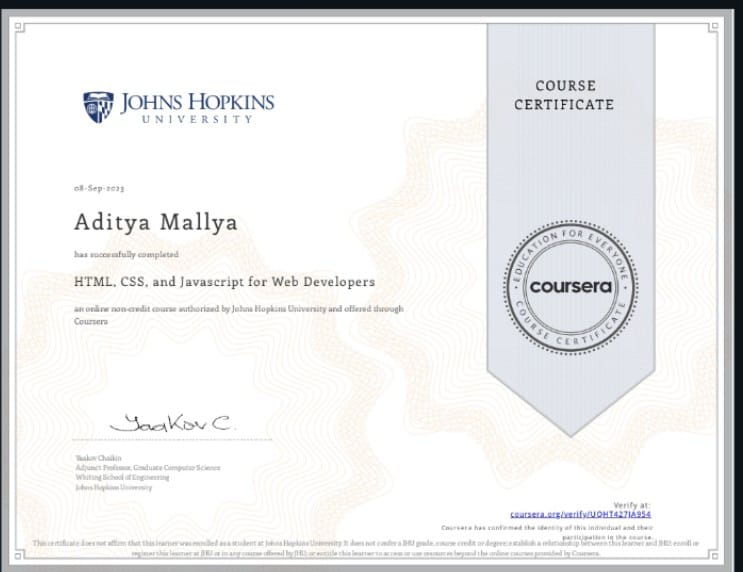 JOHNS HOPKINS
UNIVERSITY
COURSE
CERTIFICATE
08-Sep-2023
Aditya Mallya
has successfully completed
HTML, CSS, and Javascript for Web Developers
an online non-credit course authorized by Johns Hopkins University and offered through
Coursera
EDUCATION FOR EVERYONE
coursera
COURSE CERTIFICATE
Yaakov C.
Yaakov Chaikin
Adjunct Professor, Graduate Computer Science
Whiting School of Engineering
Johns Hopkins University
Verify at:
coursera.org/verify/UQHT427JA954
Coursera has confirmed the identity of this individual and their
participation in the course.
This certificate does not affirm that this learner was enrolled as a student at Johns Hopkins University. It does not confer a JHU grade, course credit or degree; establish a relationship between this learner and JHU; enroll or
register this learner at JHU or in any course offered by JHU; or entitle this learner to access or use resources beyond the online courses provided by Coursera.